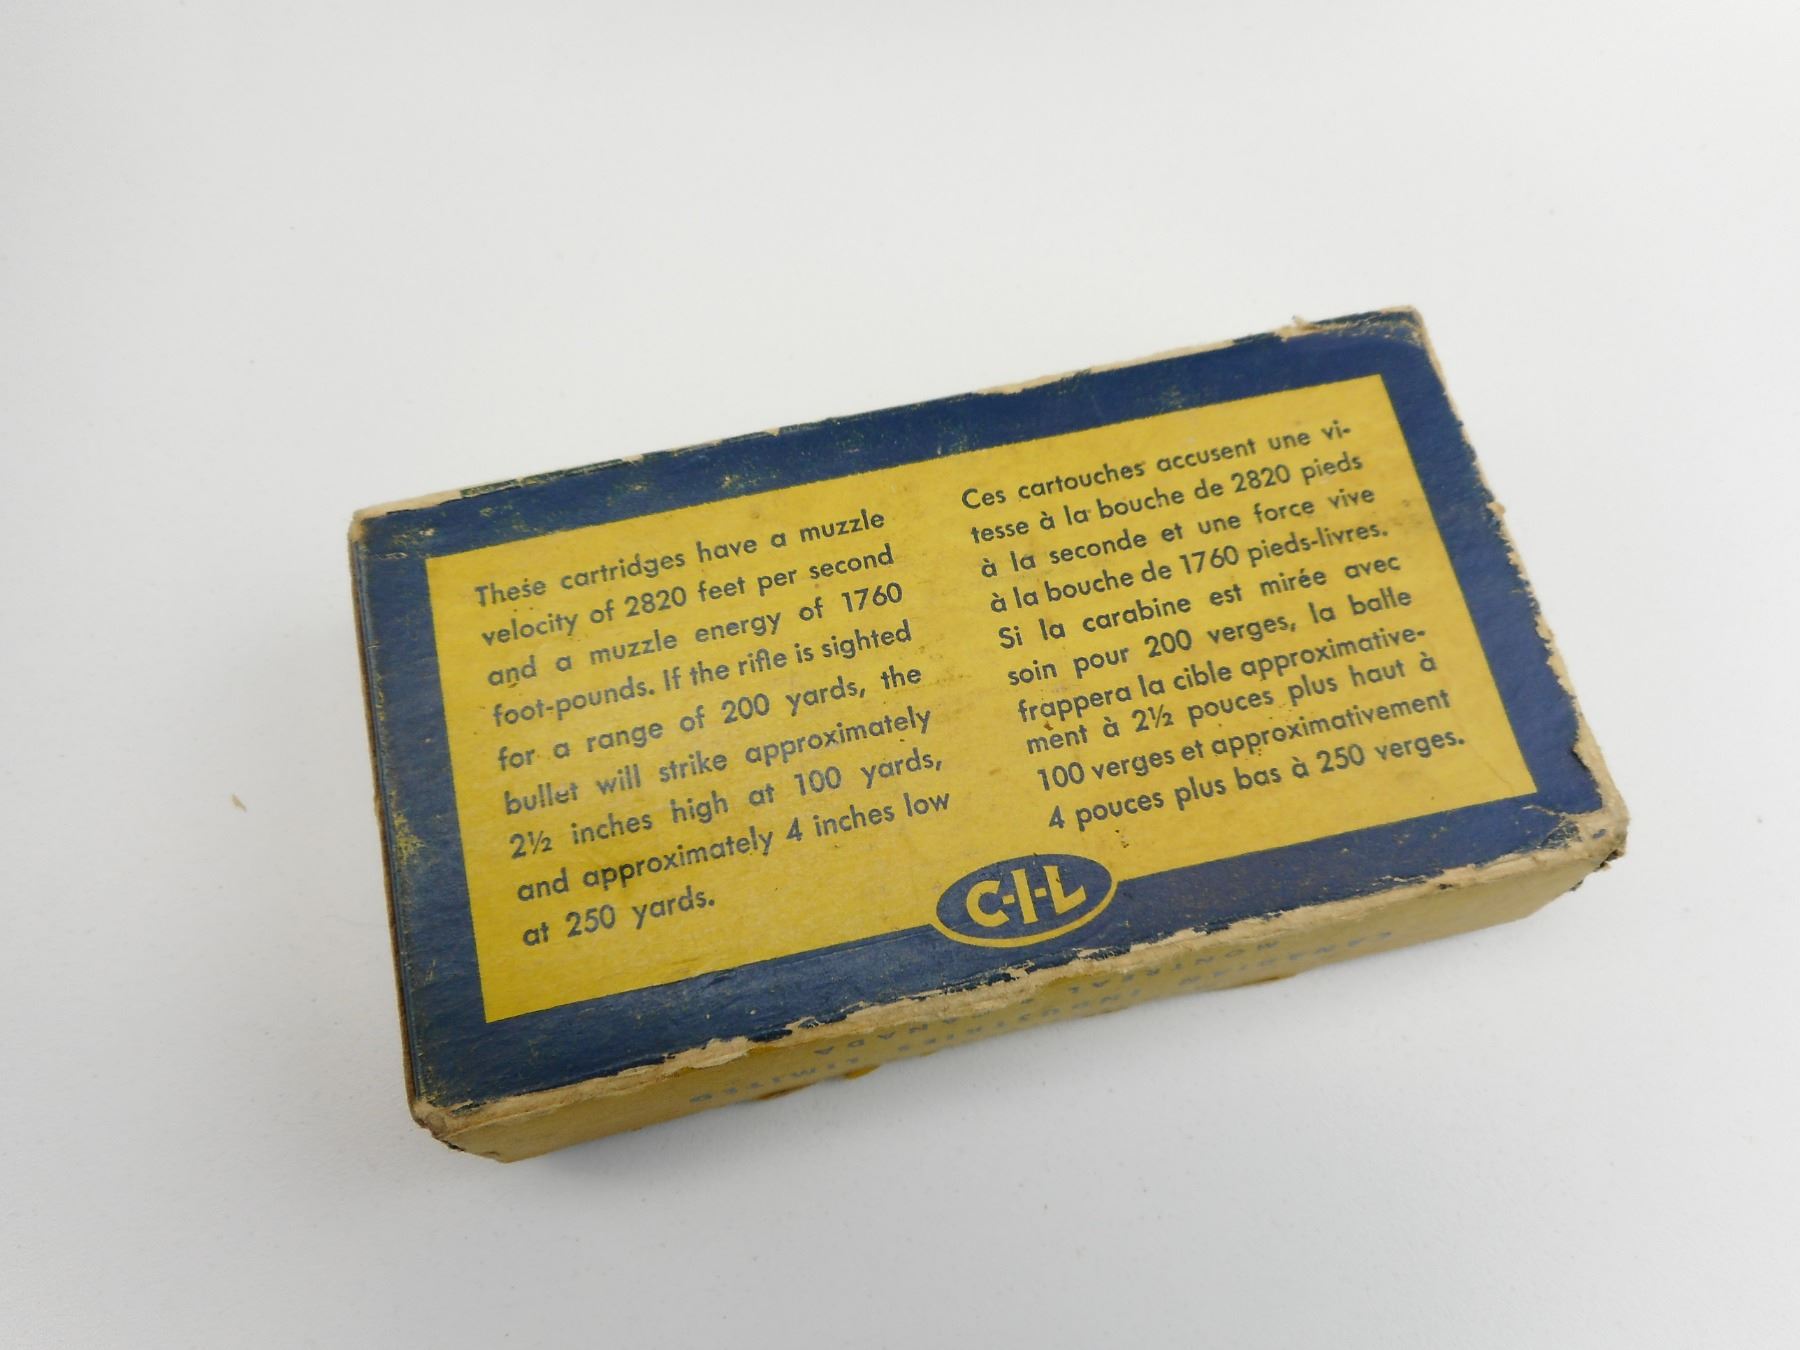 These cartridges have a muzzle
velocity of 2820 feet per second
and a muzzle energy of 1760
foot-pounds. If the rifle is sighted
for a range of 200 yards, the
bullet will strike approximately
2½ inches high at 100 yards,
and approximately 4 inches low
at 250 yards.
Ces cartouches accusent une vi-
tesse à la bouche de 2820 pieds
à la seconde et une force vive
à la bouche de 1760 pieds-livres.
Si la carabine est mirée avec
soin pour 200 verges, la balle
frappera la cible approximative-
ment à 2½ pouces plus haut à
100 verges et approximativement
4 pouces plus bas à 250 verges.
C-I-L
CANADIAN INDUSTRIES LIMITED
MONTREAL CANADA